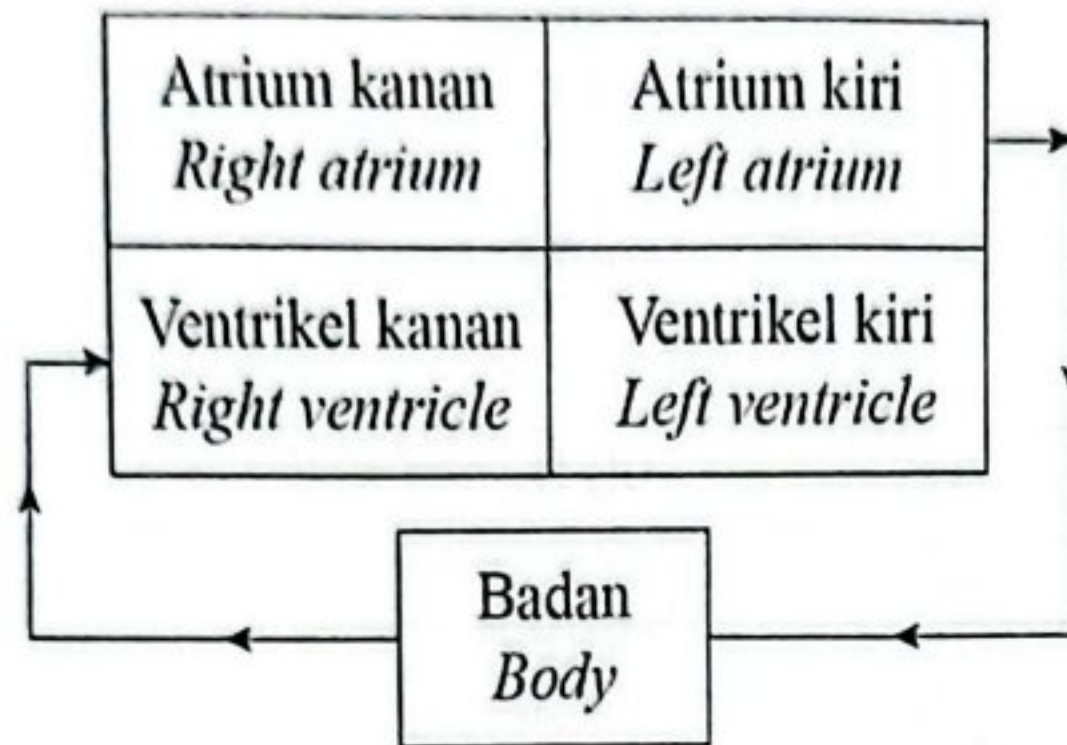 Atrium kanan
Right atrium
Atrium kiri
Left atrium
Ventrikel kanan
Right ventricle
Ventrikel kiri
Left ventricle
Badan
Body